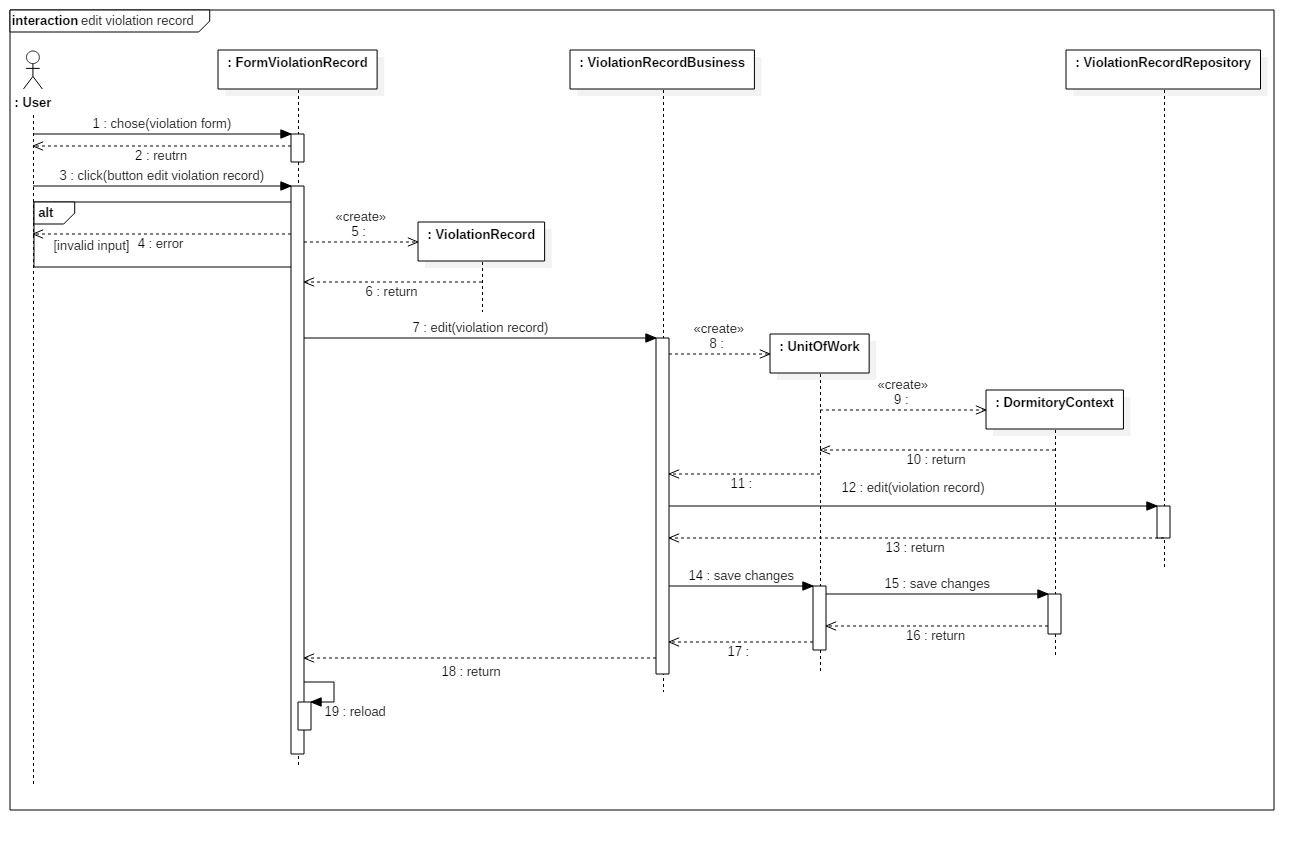 interaction edit violation record
: FormViolationRecord
: ViolationRecordBusiness
: ViolationRecordRepository
: User
1 : chose(violation form)
2 : reutrn
3 : click(button edit violation record)
alt
[invalid input]
4 : error
«create»
5 :
: ViolationRecord
6 : return
7 : edit(violation record)
«create»
8 :
: UnitOfWork
«create»
9 :
: DormitoryContext
10 : return
11 :
12 : edit(violation record)
13 : return
14 : save changes
15 : save changes
16 : return
17 :
18 : return
19 : reload